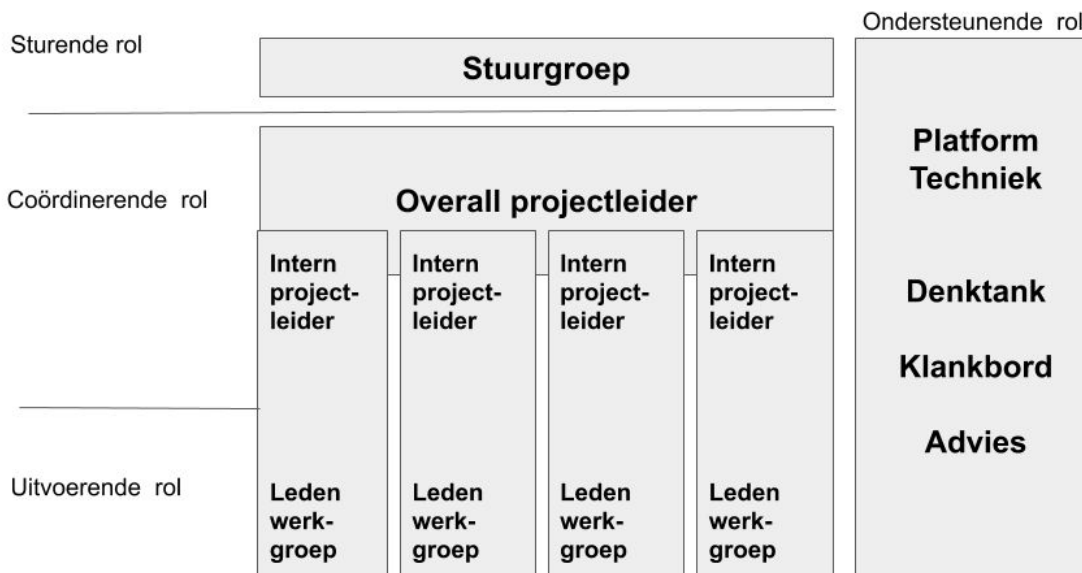 Ondersteunende rol
Sturende rol
Stuurgroep
Coördinerende rol
Overall projectleider
Intern
project-
leider
Intern
project-
leider
Intern
project-
leider
Intern
project-
leider
Uitvoerende rol
Leden
werk-
groep
Leden
werk-
groep
Leden
werk-
groep
Leden
werk-
groep
Platform
Techniek
Denktank
Klankbord
Advies